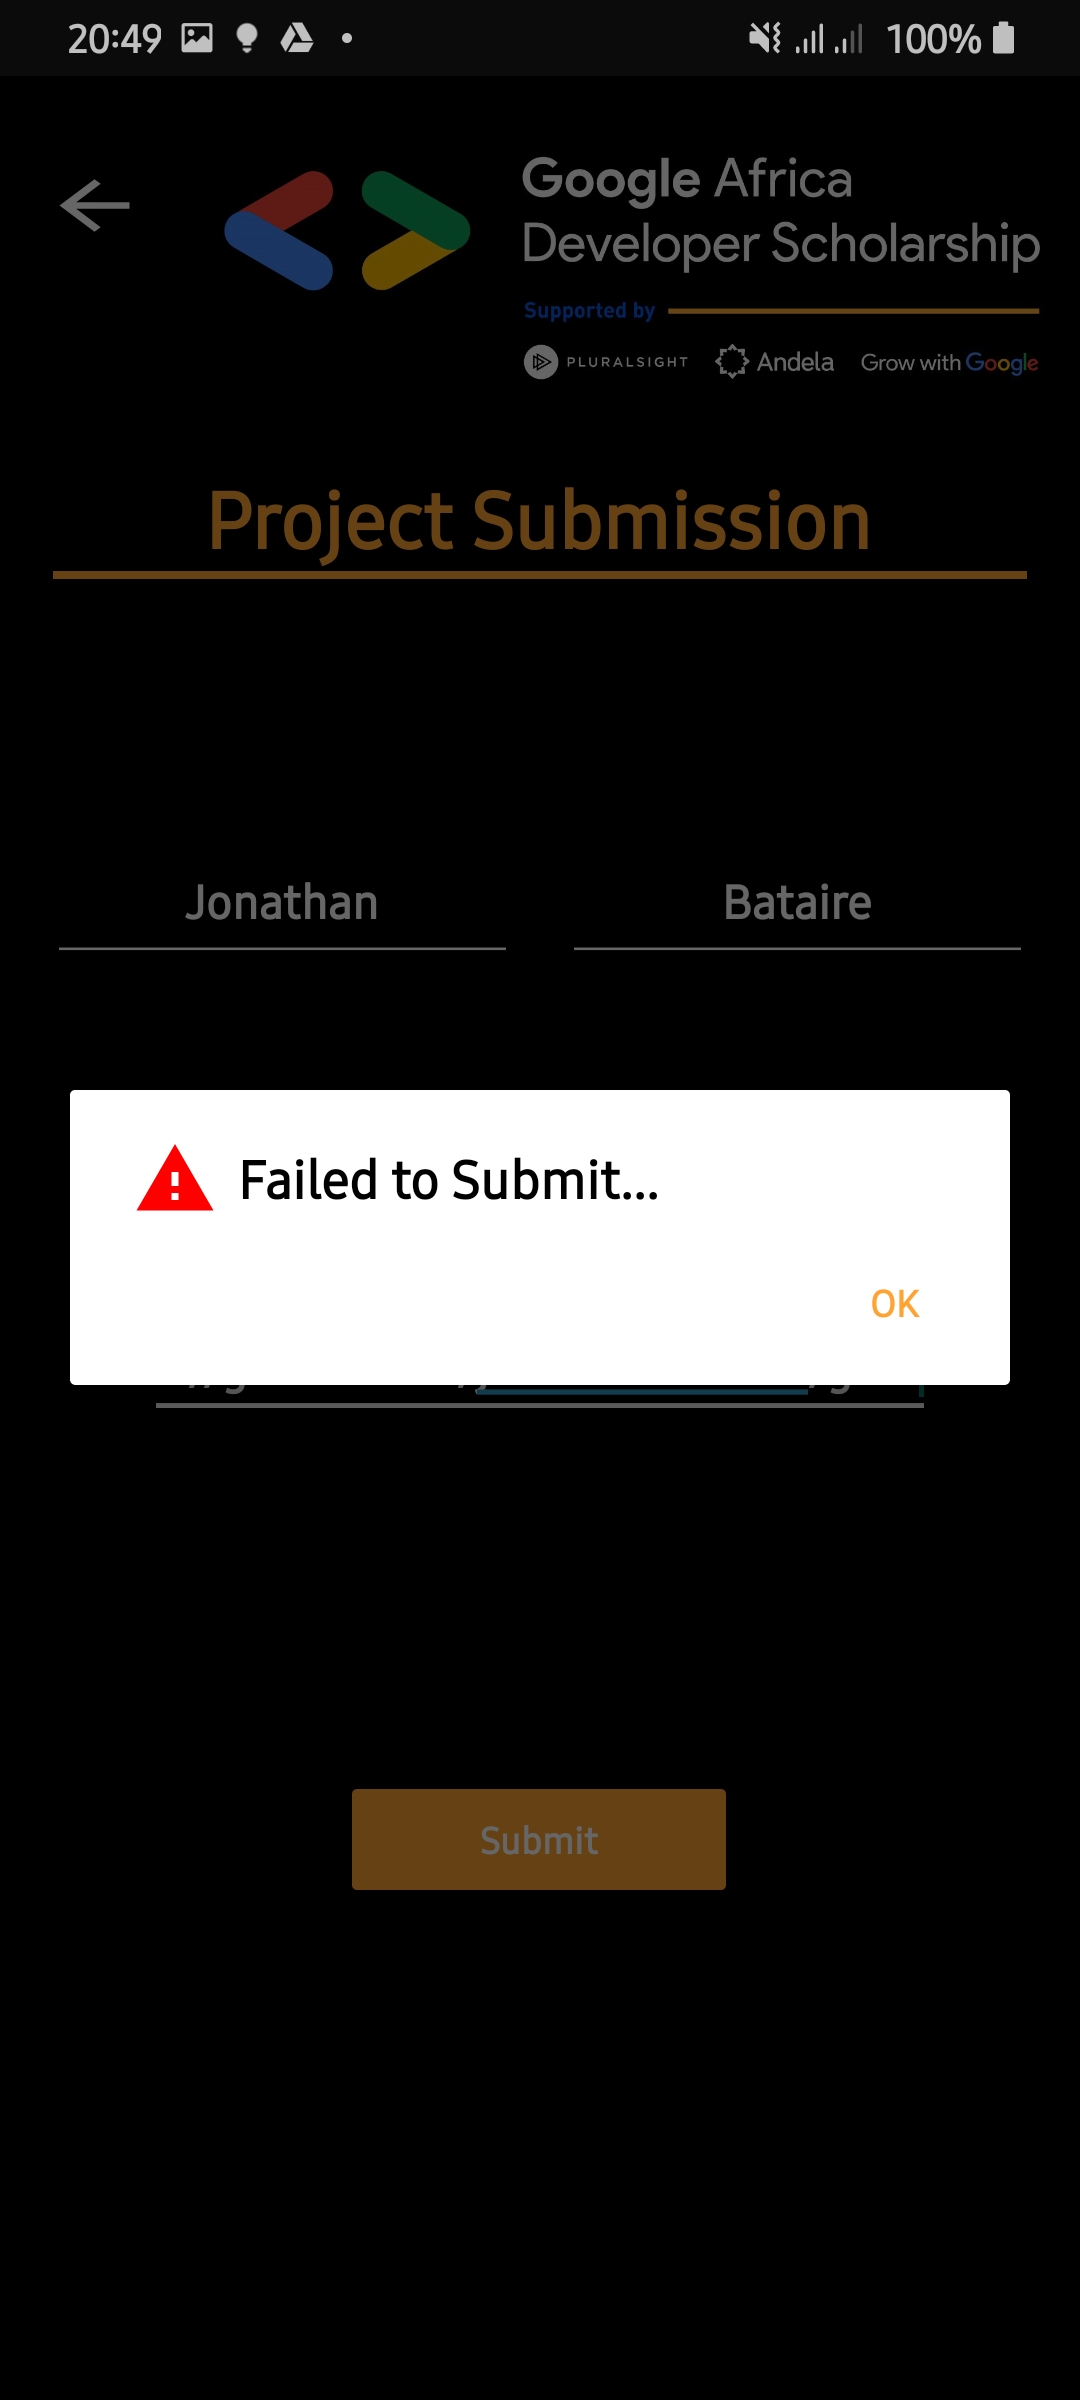 20:49
100%
Google Africa
Developer Scholarship
Supported by
PLURALSIGHT Andela Grow with Google
Project Submission
Jonathan Bataire
Failed to Submit...
OK
Submit